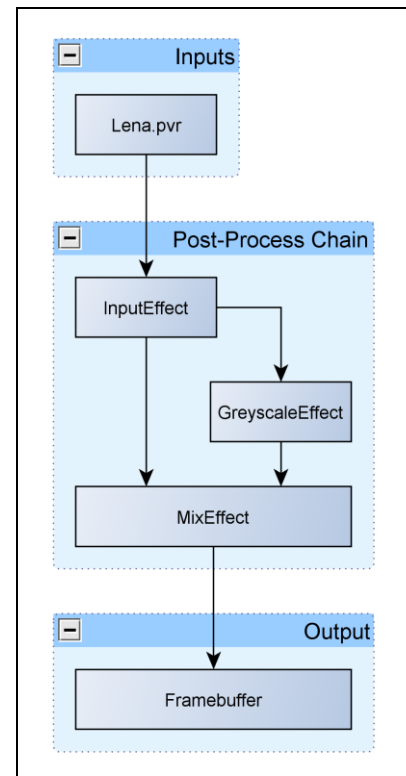 Inputs
Lena.pvr
Post-Process Chain
InputEffect
GreyscaleEffect
MixEffect
Output
Framebuffer